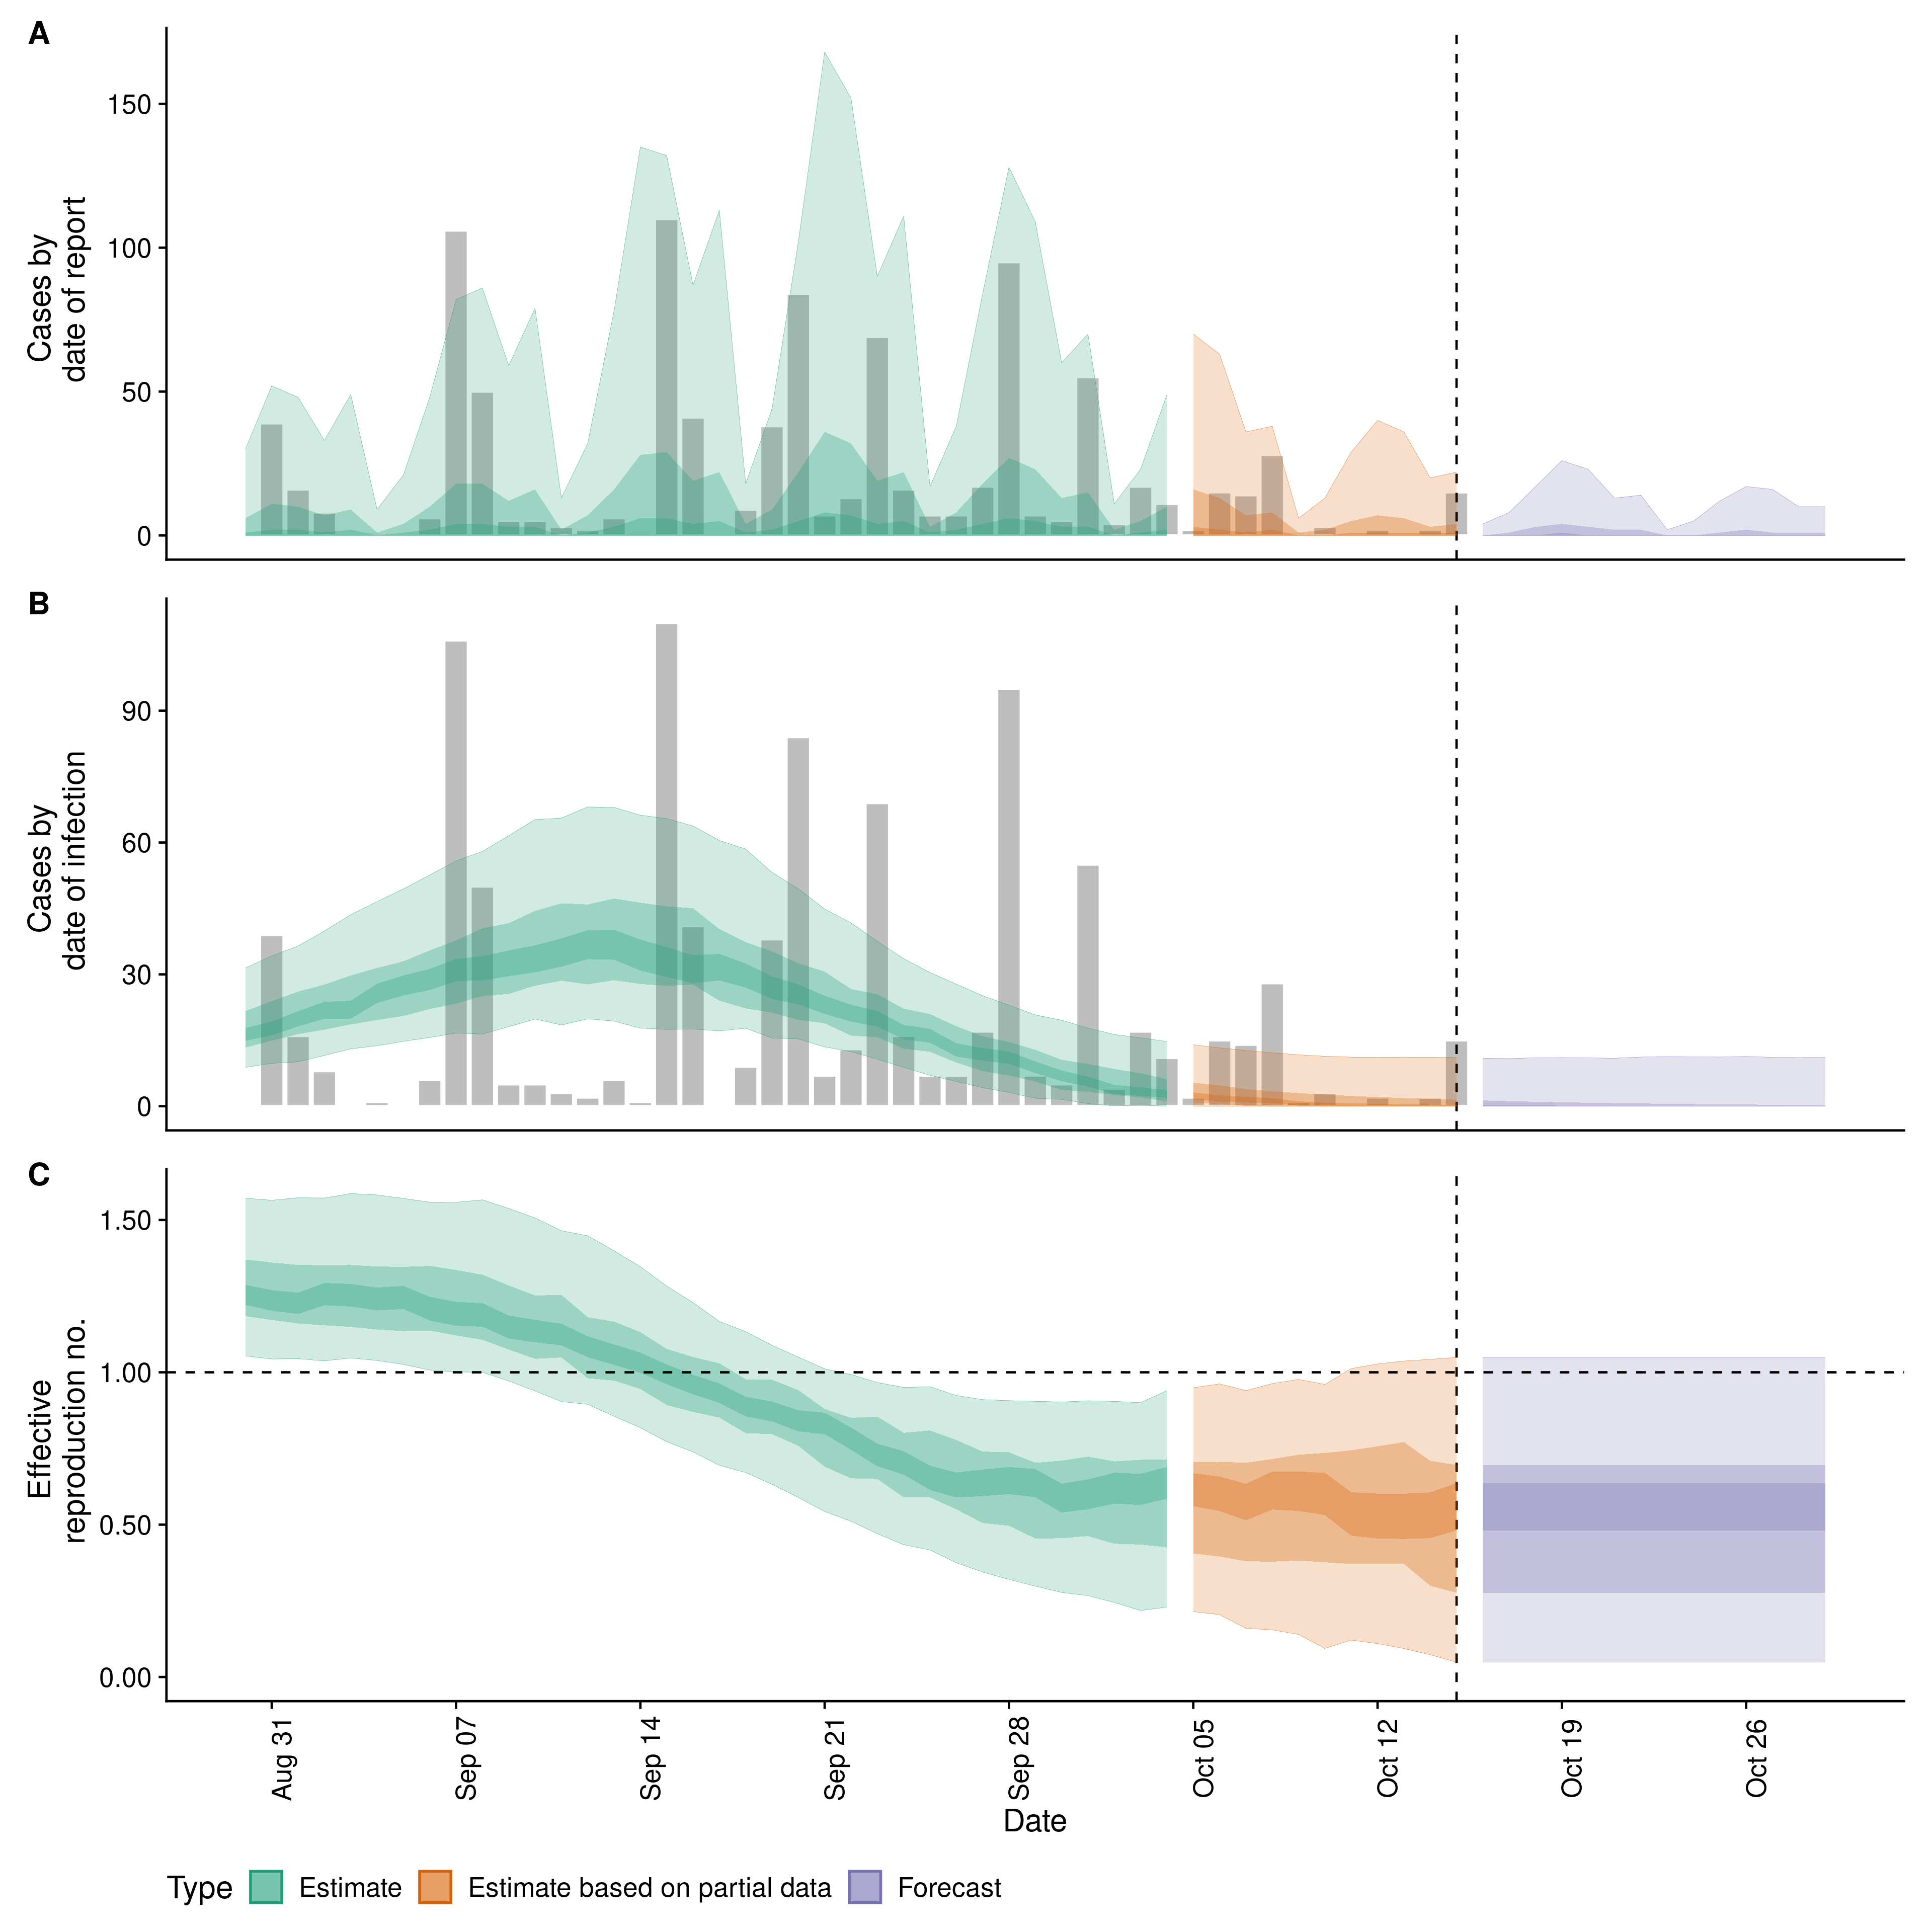 A
Cases by
date of report
150
100
50
0
B
Cases by
date of infection
90
60
30
0
C
Effective
reproduction no.
1.50
1.00
0.50
0.00
Aug 31
Sep 07
Sep 14
Sep 21
Sep 28
Oct 05
Oct 12
Oct 19
Oct 26
Date
Type Estimate Estimate based on partial data Forecast